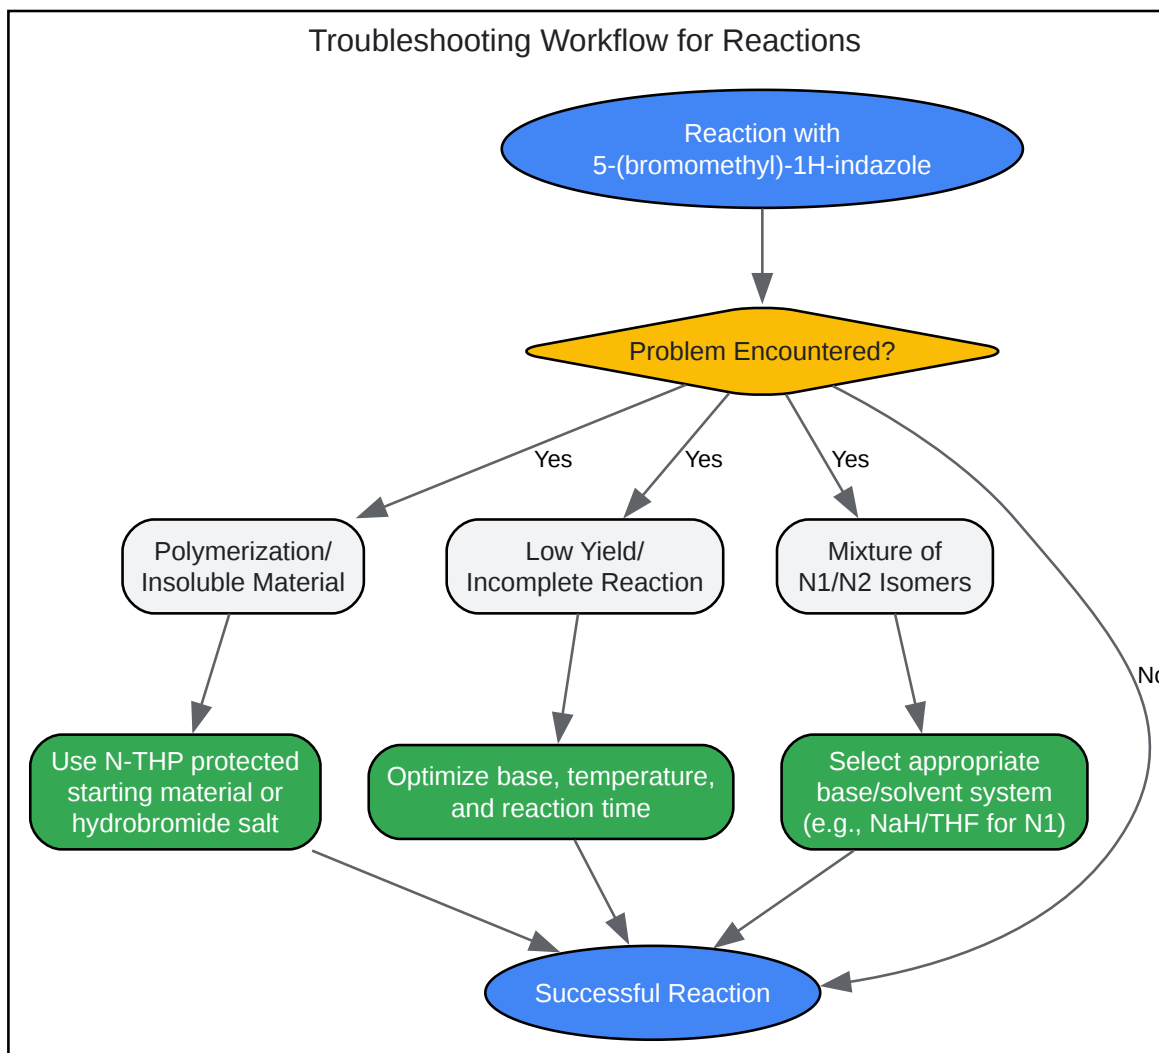 Troubleshooting Workflow for Reactions
Reaction with
5-(bromomethyl)-1H-indazole
Problem Encountered?
Yes
Yes
Yes
No
Polymerization/
Insoluble Material
Low Yield/
Incomplete Reaction
Mixture of
N1/N2 Isomers
Use N-THP protected
starting material or
hydrobromide salt
Optimize base, temperature,
and reaction time
Select appropriate
base/solvent system
(e.g., NaH/THF for N1)
Successful Reaction